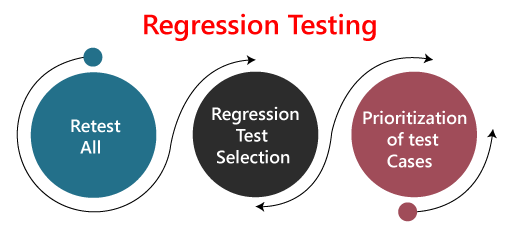 Regression Testing
Retest
All
Regression
Test
Selection
Prioritization
of test
Cases